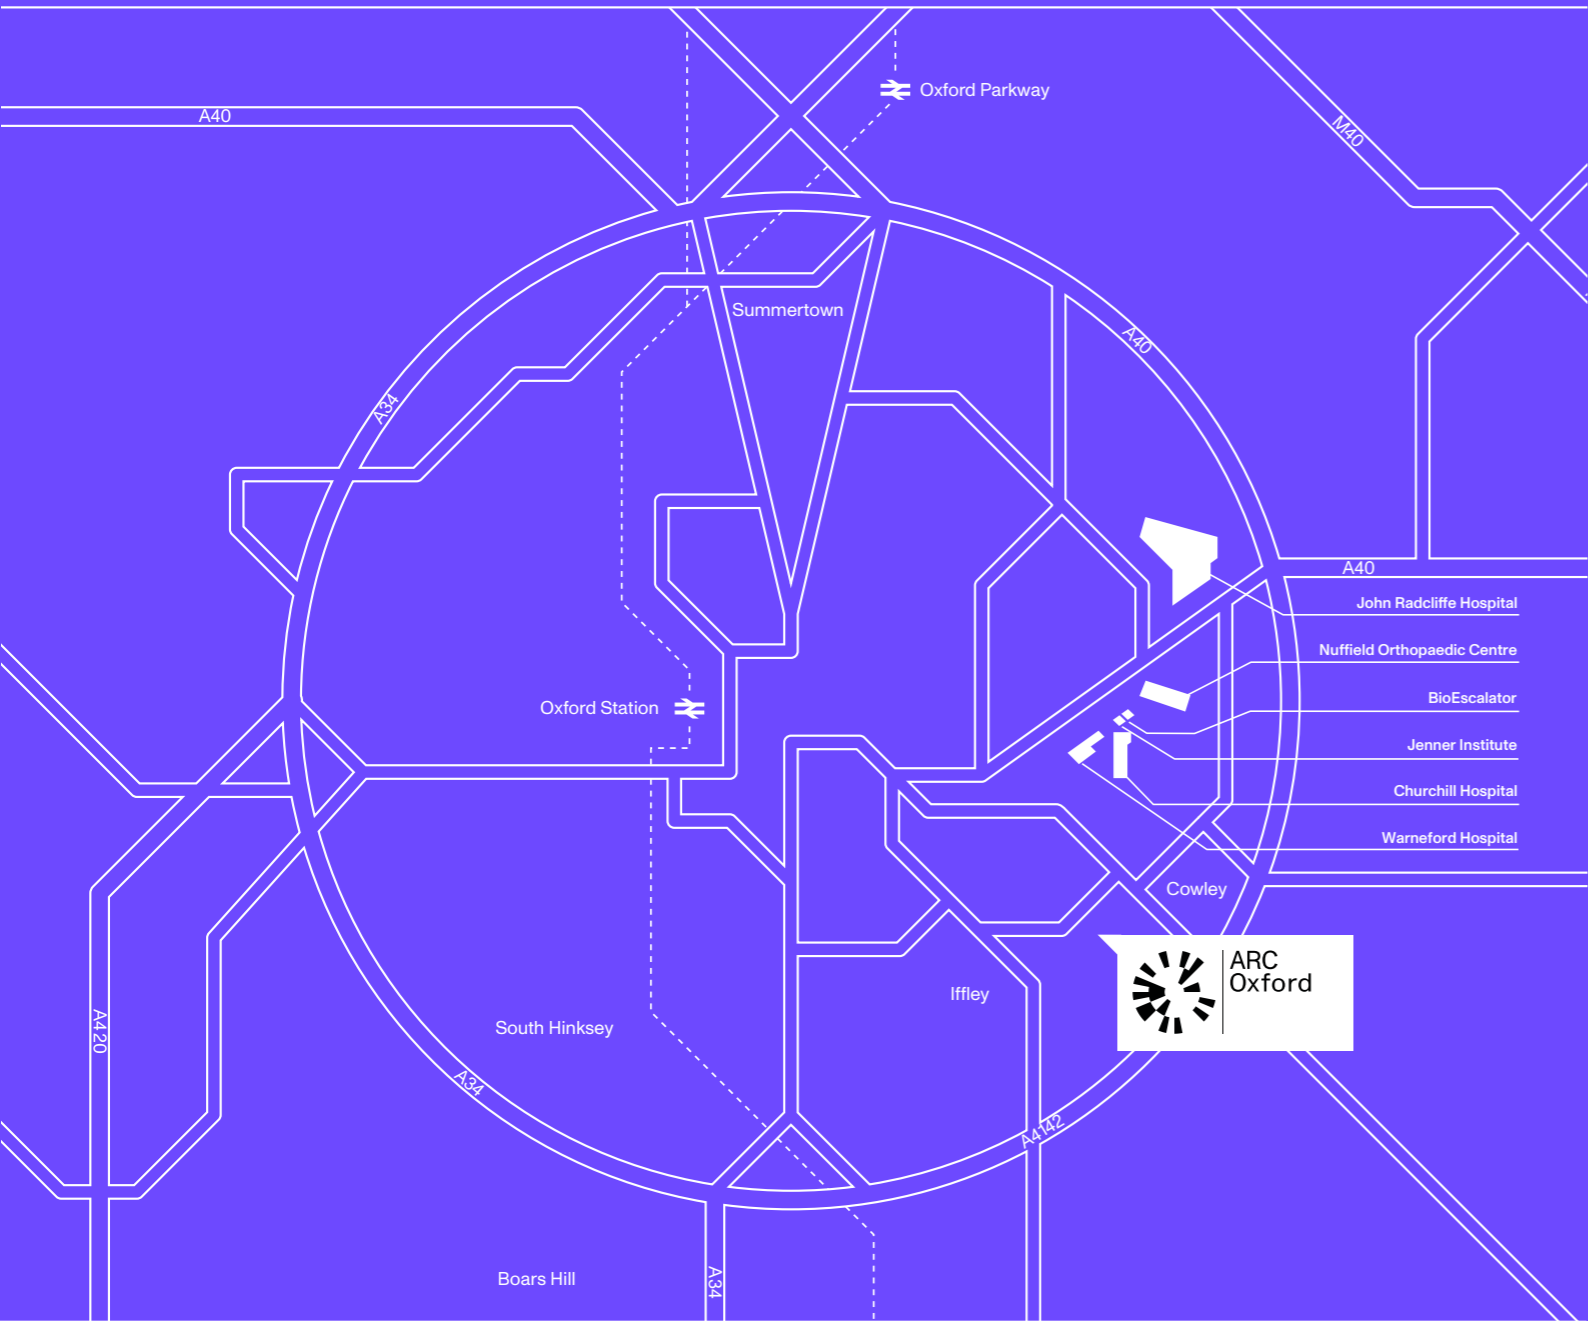 Oxford Parkway
A40
M40
Summertown
A40
A34
A40
John Radcliffe Hospital
Nuffield Orthopaedic Centre
Oxford Station
BioEscalator
Jenner Institute
Churchill Hospital
Warneford Hospital
Cowley
ARC
Oxford
Iffley
South Hinksey
A420
A34
A4142
Boars Hill
A34